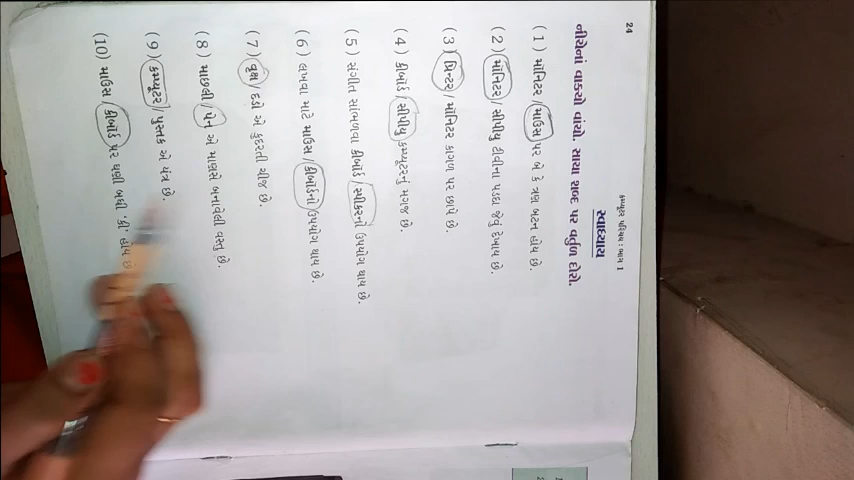 24
કમ્પ્યૂટર પરિચય : ભાગ 1
સ્વાધ્યાય
નીચેનાં વાક્યો વાંચો. સાચા શબ્દ પર વર્તુળ દોરો.
(1) મૉનિટર / માઉસ પર બે કે ત્રણ બટન હોય છે.
(2) મૉનિટર / સીપીયુ ટીવીના પડદા જેવું દેખાય છે.
(3) પ્રિન્ટર / મૉનિટર કાગળ પર છાપે છે.
(4) કીબૉર્ડ / સીપીયુ કમ્પ્યૂટરનું મગજ છે.
(5) સંગીત સાંભળવા કીબૉર્ડ / સ્પીકરનો ઉપયોગ થાય છે.
(6) લખવા માટે માઉસ / કીબૉર્ડનો ઉપયોગ થાય છે.
(7) વૃક્ષ / દડો એ કુદરતી ચીજ છે.
(8) માછલી / પેન એ માણસે બનાવેલી વસ્તુ છે.
(9) કમ્પ્યૂટર / પુસ્તક એ યંત્ર છે.
(10) માઉસ / કીબૉર્ડ પર ઘણી બધી 'કી' હોય છે